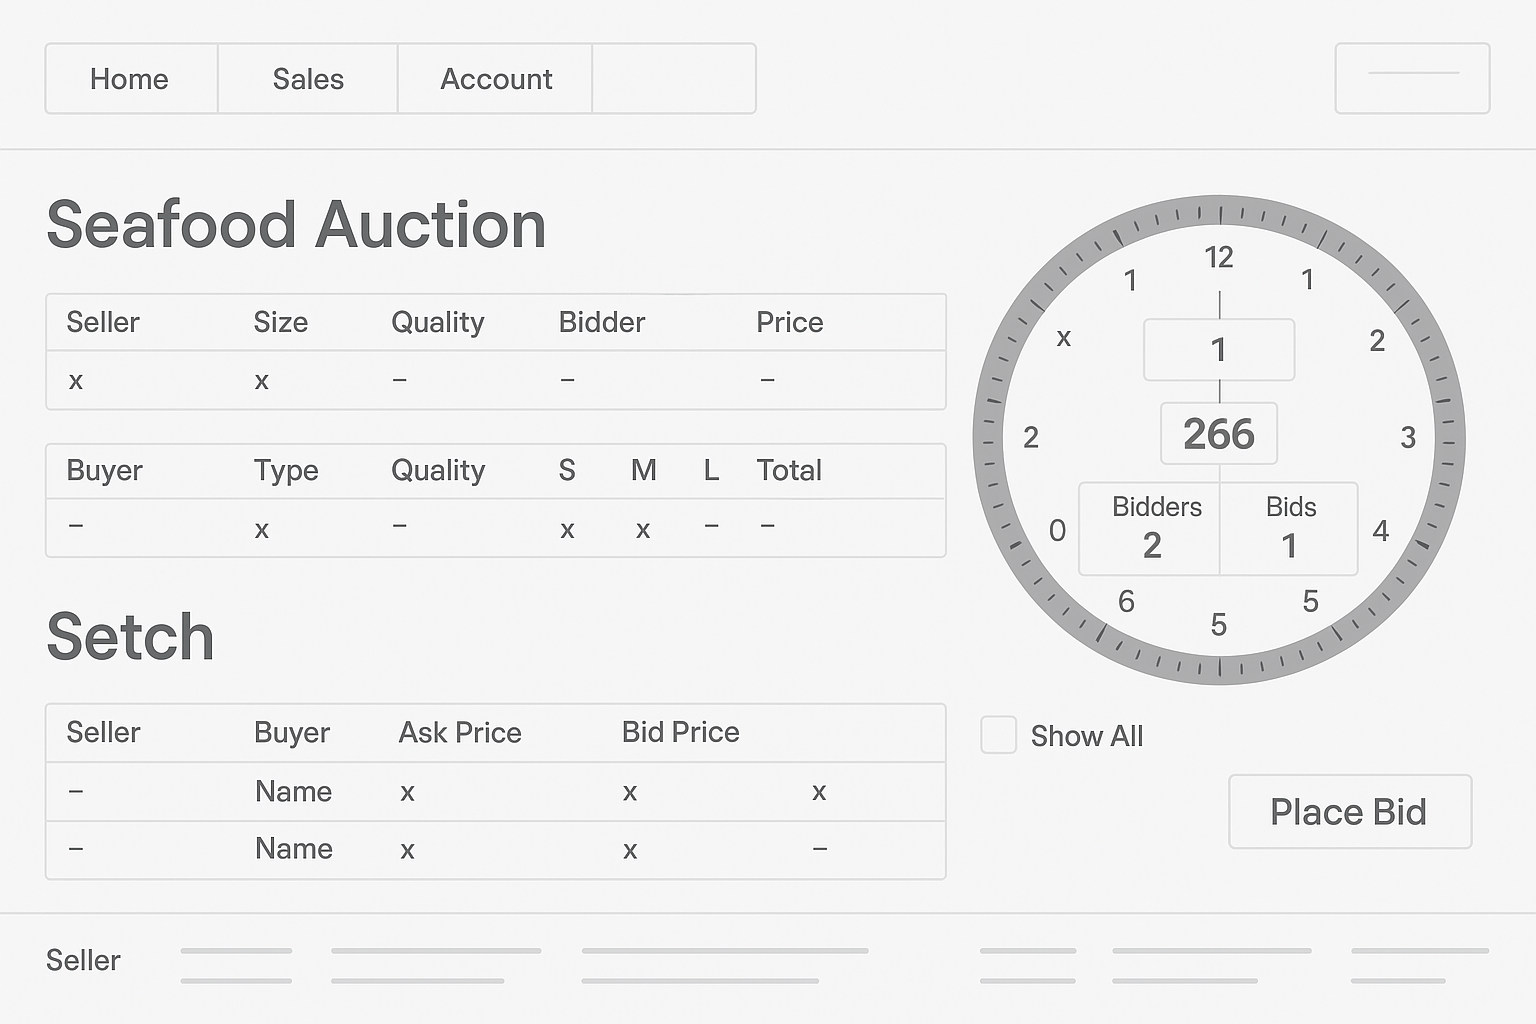 Home Sales Account
Seafood Auction
Seller Size Quality Bidder Price
x x – – –
Buyer Type Quality S M L Total
– x – x x – –
Setch
Seller Buyer Ask Price Bid Price
– Name x x x
– Name x x –
12
1 1
x 2
1
2 266 3
Bidders Bids
0 2 1 4
6 5
5
Show All
Place Bid
Seller